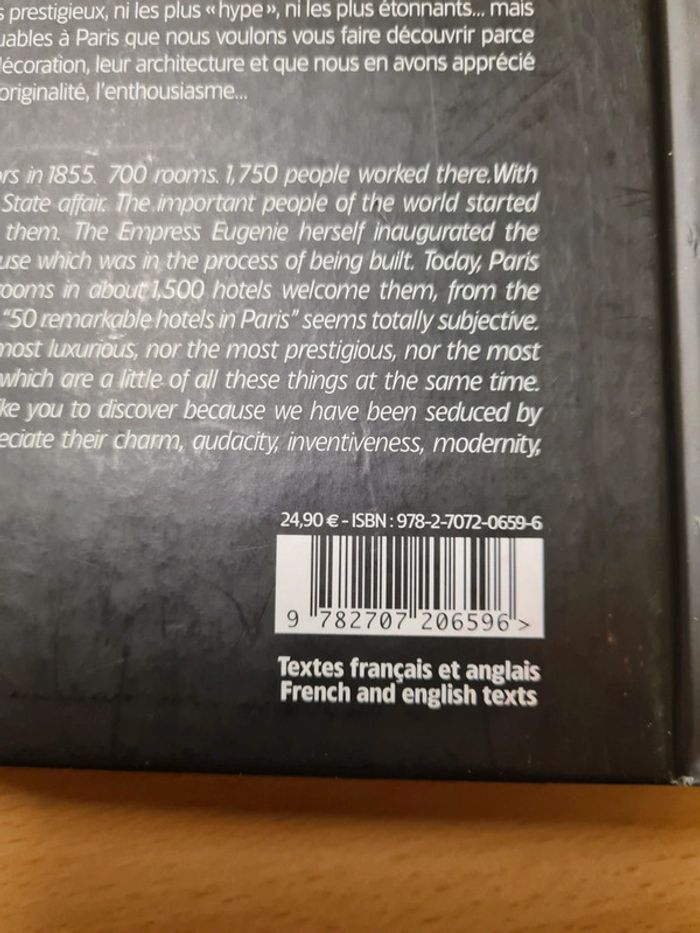 prestigieux, ni les plus « hype », ni les plus étonnants... mais
à Paris que nous voulons vous faire découvrir parce
leur architecture et que nous en avons apprécié
originalité, l'enthousiasme...
in 1855. 700 rooms. 1,750 people worked there.With
State affair. The important people of the world started
them. The Empress Eugenie herself inaugurated the
which was in the process of being built. Today, Paris
in about 1,500 hotels welcome them, from the
"50 remarkable hotels in Paris" seems totally subjective.
most luxurious, nor the most prestigious, nor the most
which are a little of all these things at the same time.
you to discover because we have been seduced by
their charm, audacity, inventiveness, modernity,
24,90 € - ISBN : 978-2-7072-0659-6
9 782707 206596 >
Textes français et anglais
French and english texts